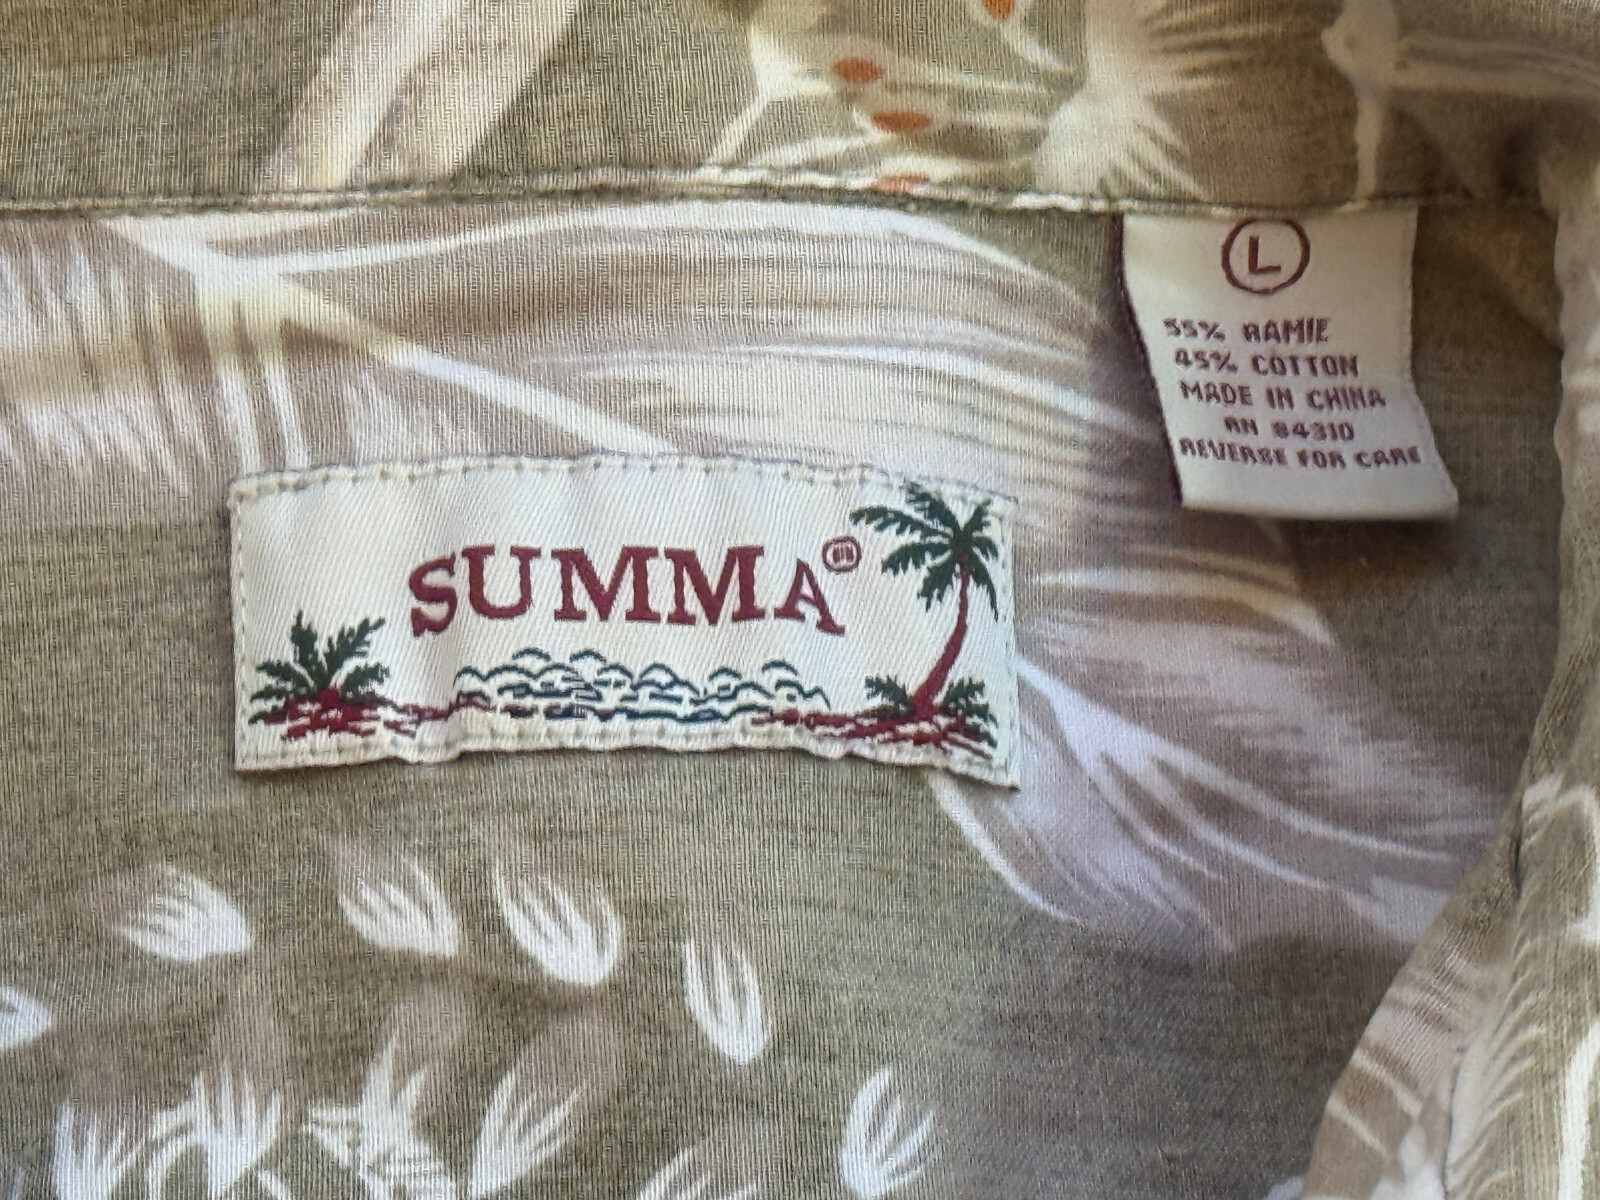 L
55% RAMIE
45% COTTON
MADE IN CHINA
RN 84310
REVERSE FOR CARE
SUMMA®